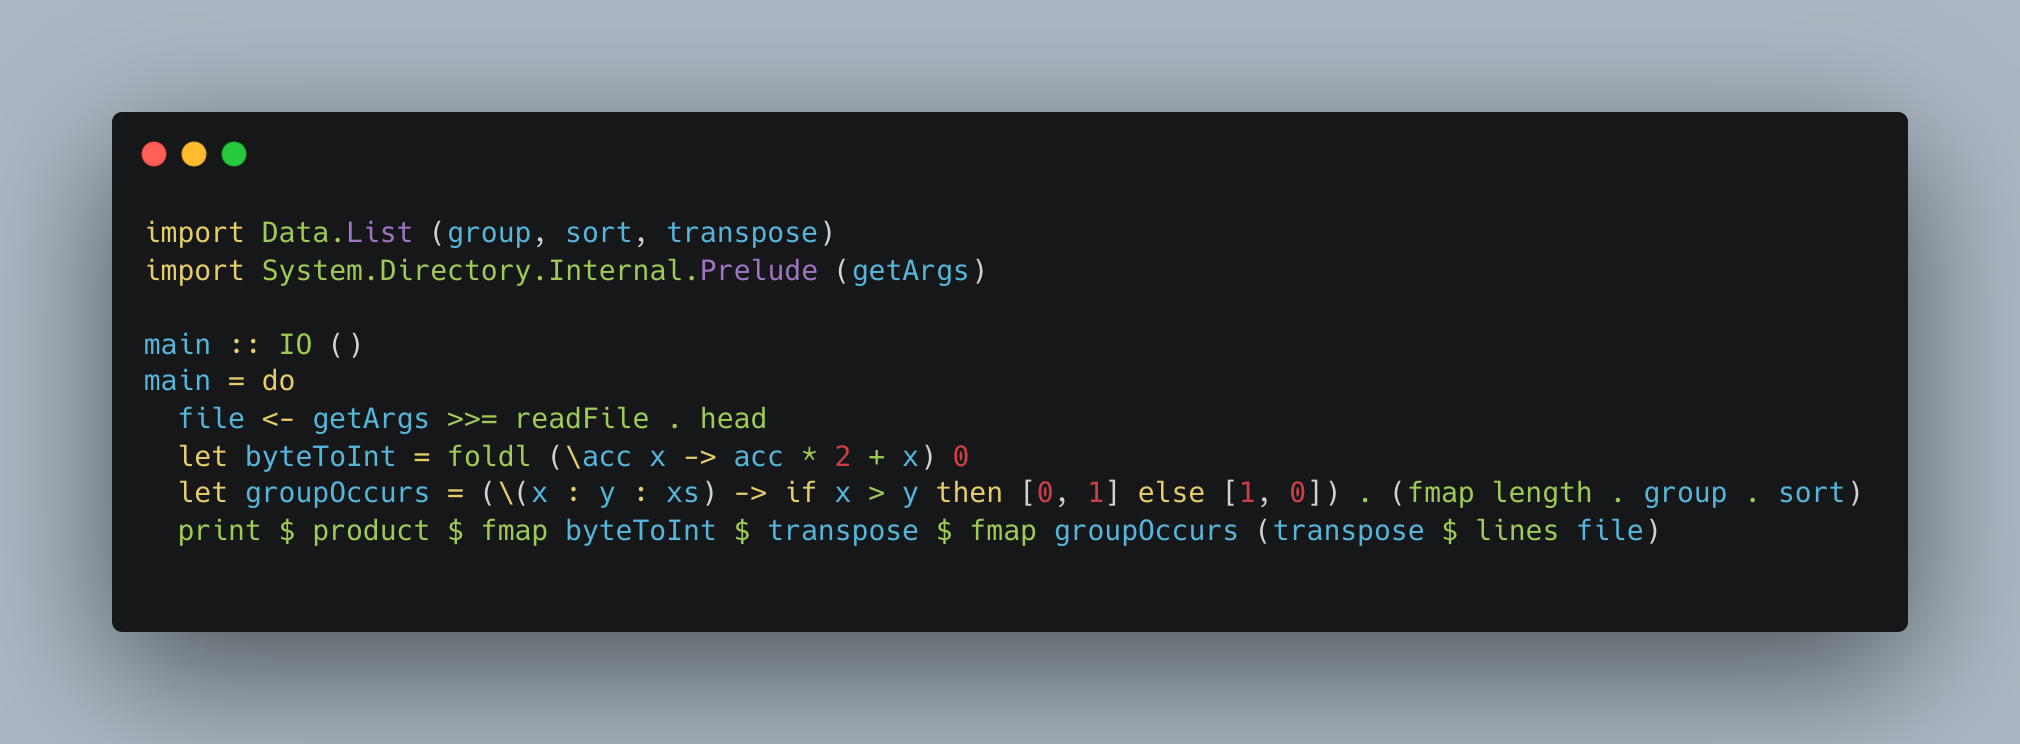 import Data.List (group, sort, transpose)
import System.Directory.Internal.Prelude (getArgs)

main :: IO ()
main = do
  file <- getArgs >>= readFile . head
  let byteToInt = foldl (\acc x -> acc * 2 + x) 0
  let groupOccurs = (\(x : y : xs) -> if x > y then [0, 1] else [1, 0]) . (fmap length . group . sort)
  print $ product $ fmap byteToInt $ transpose $ fmap groupOccurs (transpose $ lines file)